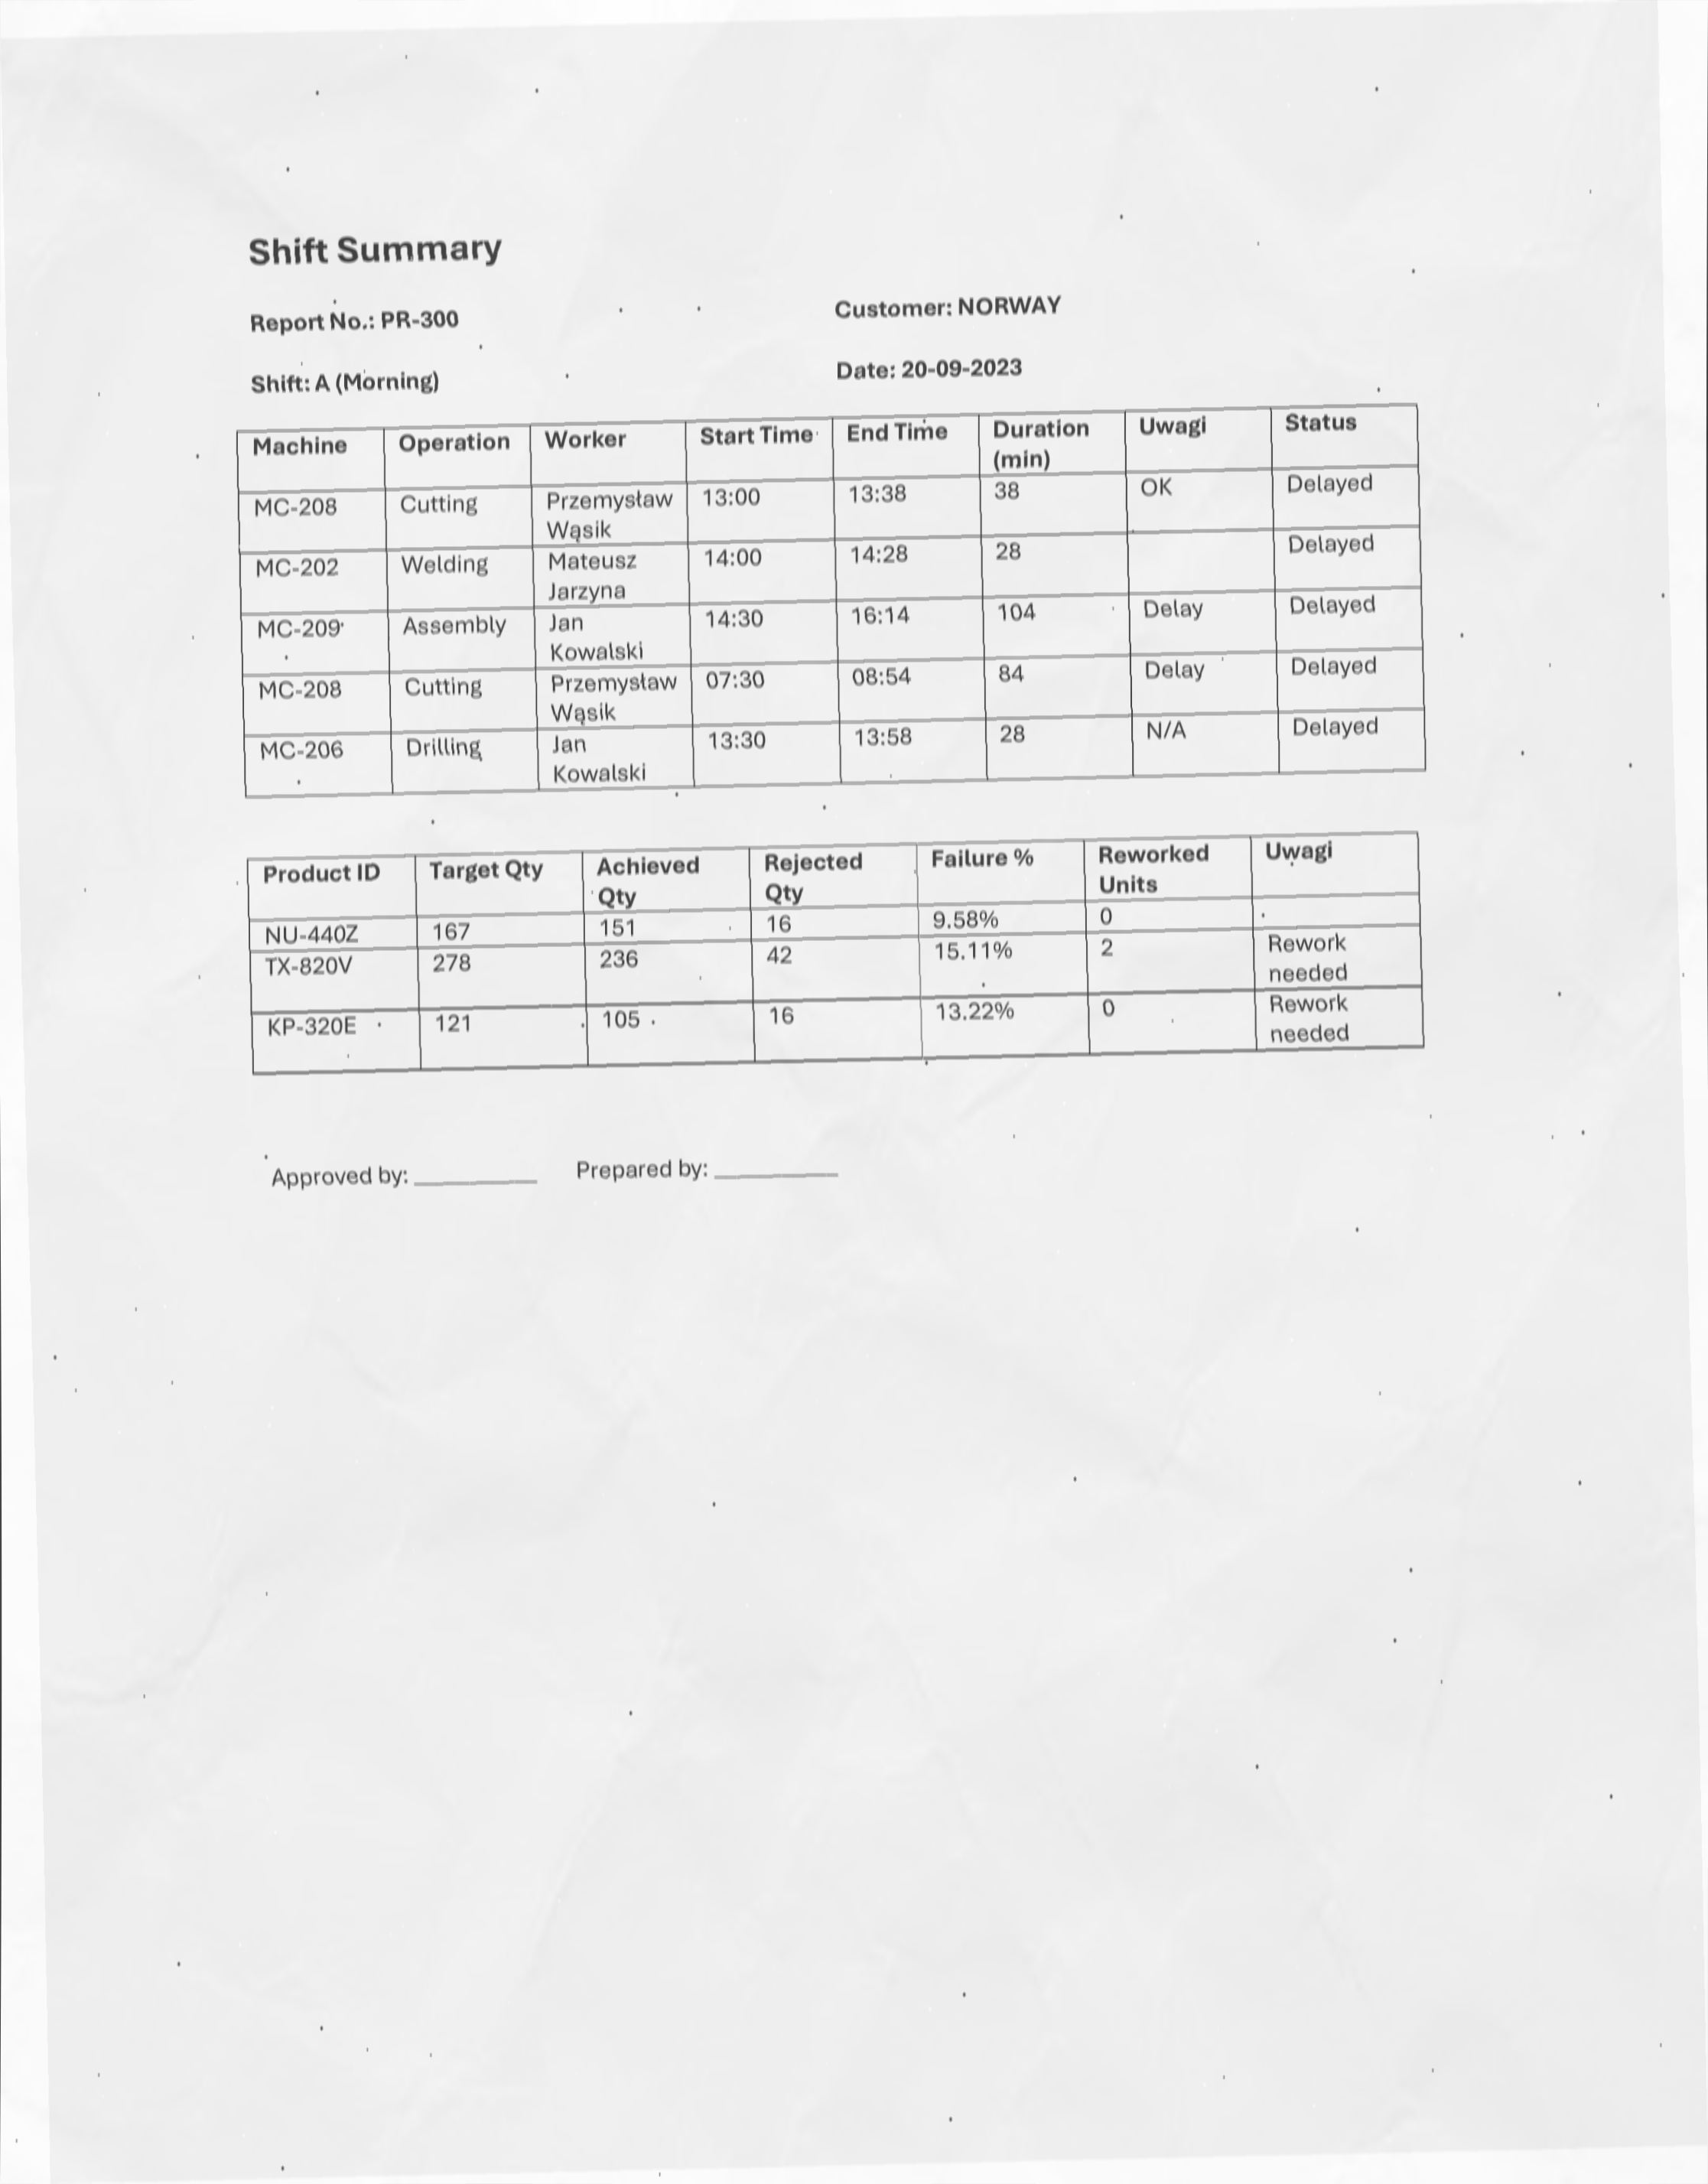 Shift Summary
Report No.: PR-300 Customer: NORWAY
Shift: A (Morning) Date: 20-09-2023
Machine Operation Worker Start Time End Time Duration (min) Uwagi Status
MC-208 Cutting Przemysław Wąsik 13:00 13:38 38 OK Delayed
MC-202 Welding Mateusz Jarzyna 14:00 14:28 28 Delayed
MC-209 Assembly Jan Kowalski 14:30 16:14 104 Delay Delayed
MC-208 Cutting Przemysław Wąsik 07:30 08:54 84 Delay Delayed
MC-206 Drilling Jan Kowalski 13:30 13:58 28 N/A Delayed
Product ID Target Qty Achieved Qty Rejected Qty Failure % Reworked Units Uwagi
NU-440Z 167 151 16 9.58% 0
TX-820V 278 236 42 15.11% 2 Rework needed
KP-320E 121 105 16 13.22% 0 Rework needed
Approved by: __________ Prepared by: __________